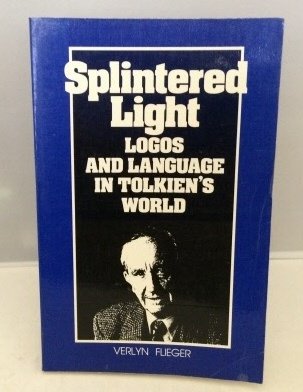 Splintered
Light
LOGOS
AND LANGUAGE
IN TOLKIEN'S
WORLD
VERLYN FLIEGER